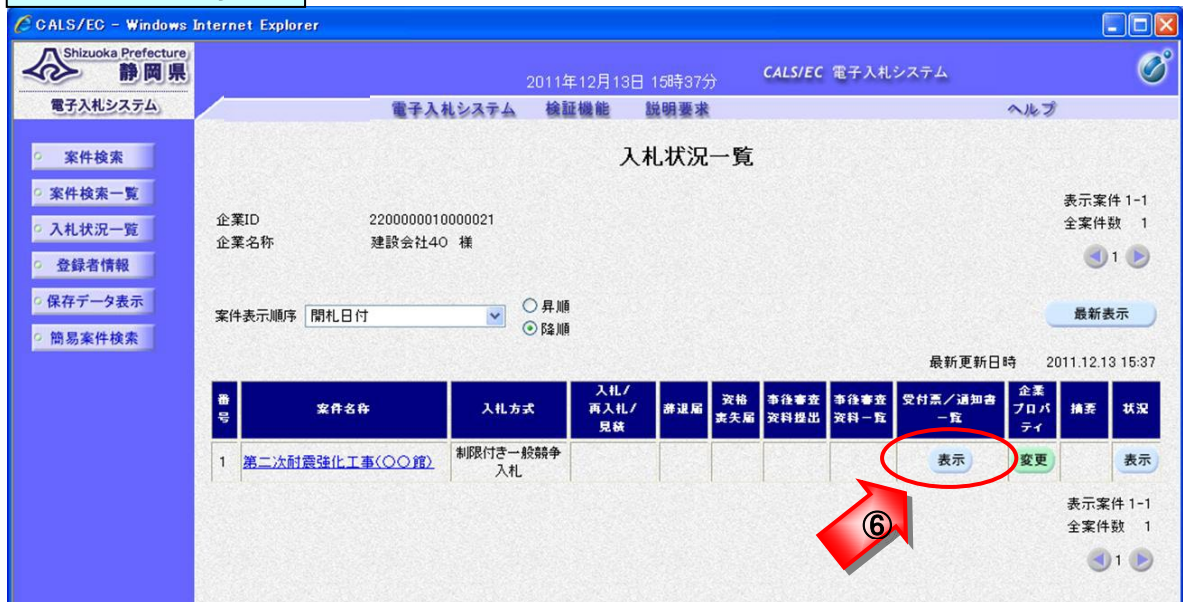 CALS/EC - Windows Internet Explorer
Shizuoka Prefecture
静岡県
電子入札システム
2011年12月13日 15時37分
CALS/EC 電子入札システム
電子入札システム 検証機能 説明要求 ヘルプ
案件検索
案件検索一覧
入札状況一覧
登録者情報
保存データ表示
簡易案件検索
入札状況一覧
表示案件 1-1
全案件数 1
1
企業ID 2200000010000021
企業名称 建設会社40 様
案件表示順序 開札日付
昇順
降順
最新表示
最新更新日時 2011.12.13 15:37
番号 案件名称 入札方式 入札/再入札/見積 辞退届 資格喪失届 事後審査資料提出 事後審査資料一覧 受付票/通知書一覧 企業プロパティ 摘要 状況
1 第二次耐震強化工事(〇〇館) 制限付き一般競争入札 表示 変更 表示
⑥
表示案件 1-1
全案件数 1
1